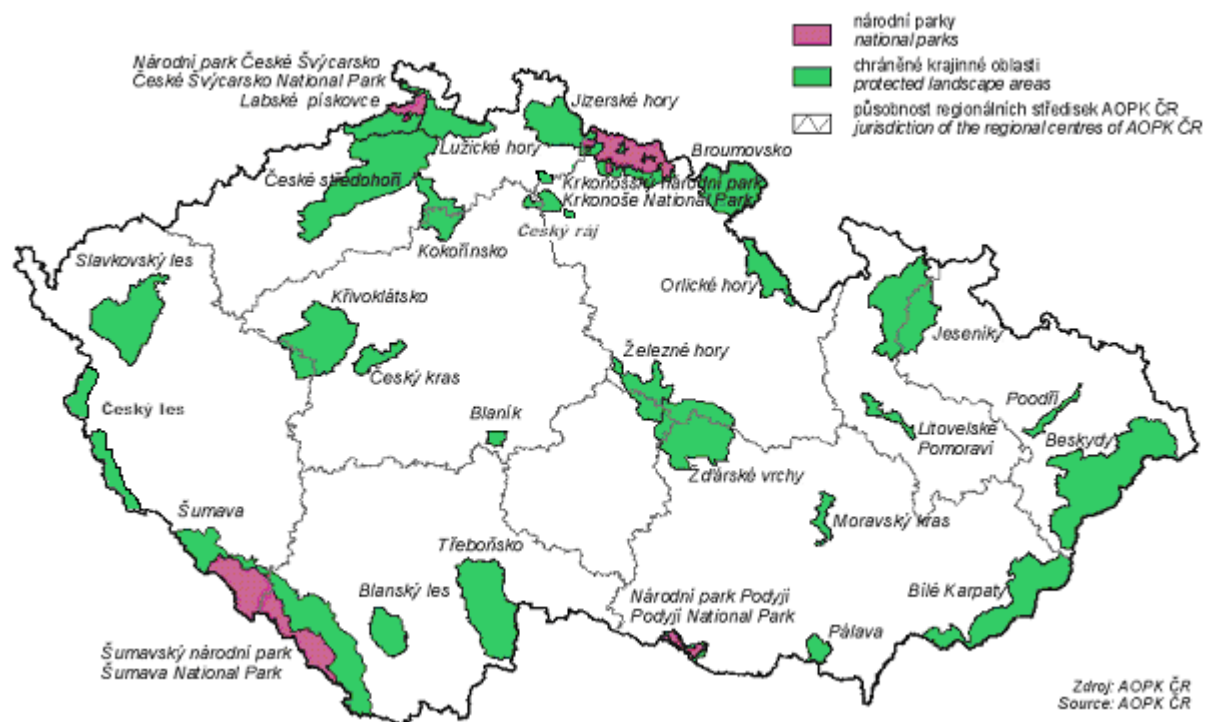 národní parky
national parks
chráněné krajinné oblasti
protected landscape areas
působnost regionálních středisek AOPK ČR
jurisdiction of the regional centres of AOPK ČR
Národní park České Švýcarsko
České Švýcarsko National Park
Labské pískovce
Jizerské hory
Lužické hory
Broumovsko
České středohoří
Krkonošský národní park
Krkonoše National Park
Český ráj
Kokořínsko
Slavkovský les
Orlické hory
Křivoklátsko
Jeseníky
Železné hory
Český kras
Český les
Blaník
Poodří
Litovelské
Pomoraví
Beskydy
Žďárské vrchy
Šumava
Moravský kras
Třeboňsko
Blanský les
Národní park Podyjí
Podyjí National Park
Bílé Karpaty
Pálava
Šumavský národní park
Šumava National Park
Zdroj: AOPK ČR
Source: AOPK ČR